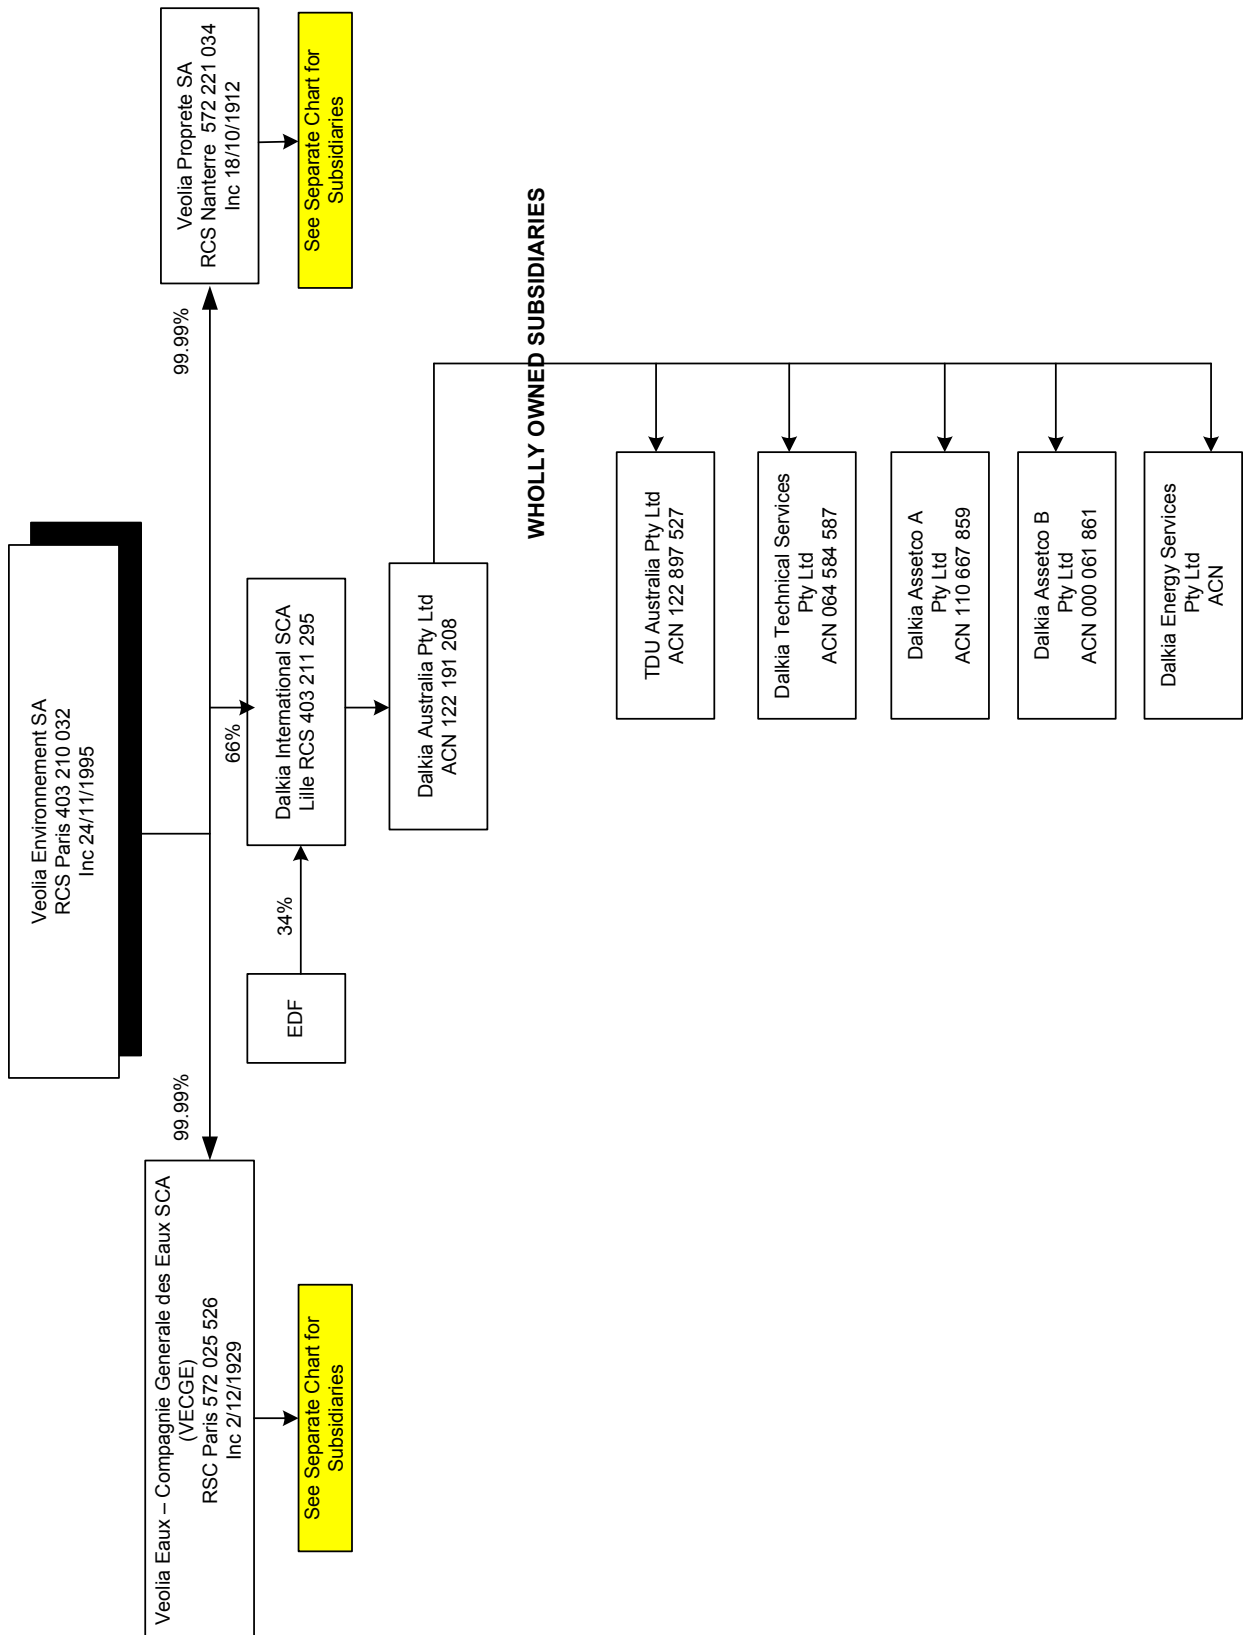 Veolia Environnement SA
RCS Paris 403 210 032
Inc 24/11/1995
99.99%
66%
99.99%
Veolia Eaux – Compagnie Generale des Eaux SCA
(VECGE)
RSC Paris 572 025 526
Inc 2/12/1929
See Separate Chart for
Subsidiaries
EDF
34%
Dalkia International SCA
Lille RCS 403 211 295
Dalkia Australia Pty Ltd
ACN 122 191 208
Veolia Proprete SA
RCS Nanterre 572 221 034
Inc 18/10/1912
See Separate Chart for
Subsidiaries
WHOLLY OWNED SUBSIDIARIES
TDU Australia Pty Ltd
ACN 122 897 527
Dalkia Technical Services
Pty Ltd
ACN 064 584 587
Dalkia Assetco A
Pty Ltd
ACN 110 667 859
Dalkia Assetco B
Pty Ltd
ACN 000 061 861
Dalkia Energy Services
Pty Ltd
ACN